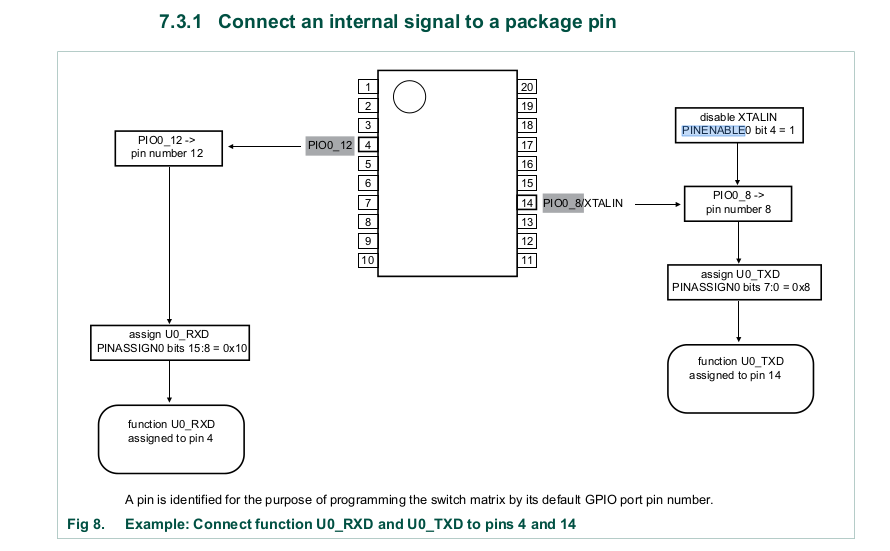 7.3.1 Connect an internal signal to a package pin
1
2
3
4
5
6
7
8
9
10
20
19
18
17
16
15
14
13
12
11
PIO0_12
PIO0_12 ->
pin number 12
assign U0_RXD
PINASSIGN0 bits 15:8 = 0x10
function U0_RXD
assigned to pin 4
PIO0_8/XTALIN
disable XTALIN
PINENABLE0 bit 4 = 1
PIO0_8 ->
pin number 8
assign U0_TXD
PINASSIGN0 bits 7:0 = 0x8
function U0_TXD
assigned to pin 14
A pin is identified for the purpose of programming the switch matrix by its default GPIO port pin number.
Fig 8. Example: Connect function U0_RXD and U0_TXD to pins 4 and 14